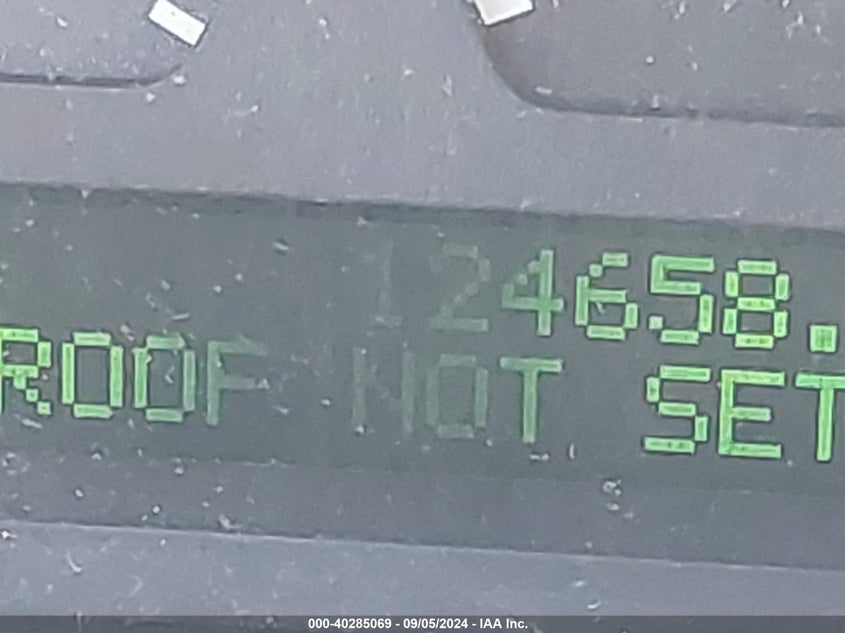 124658.
ROOF NOT SET
000-40285069 - 09/05/2024 - IAA Inc.